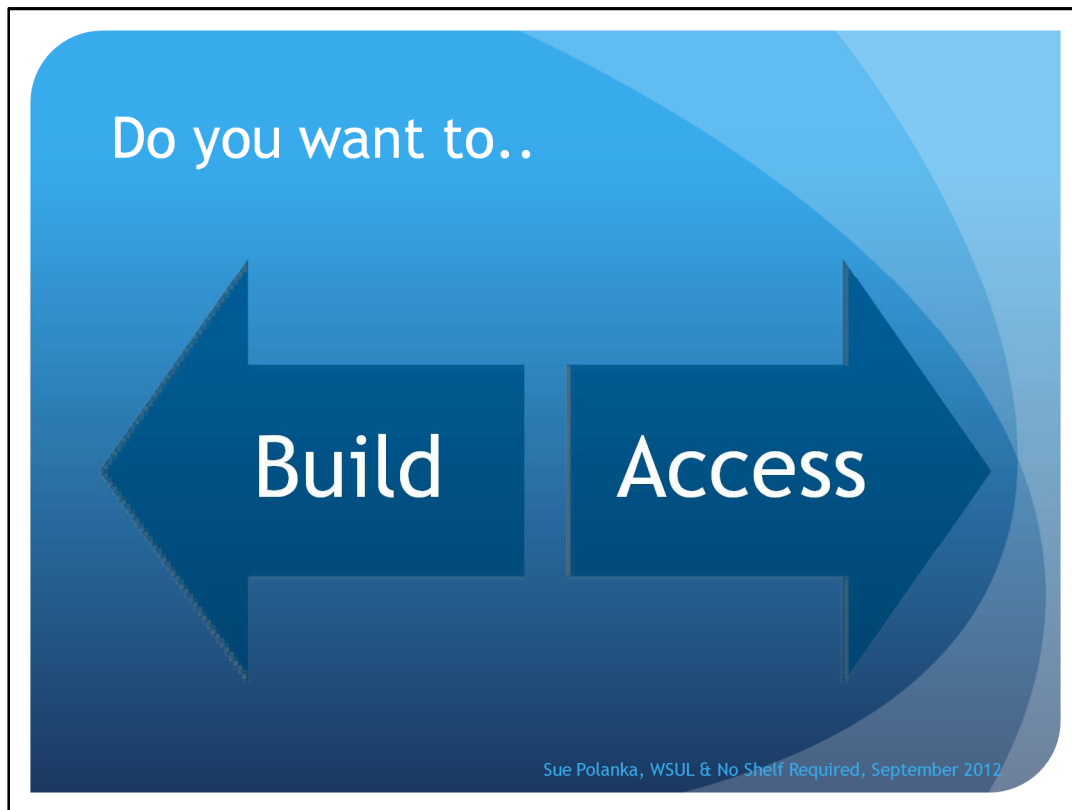 Do you want to..
Build
Access
Sue Polanka, WSUL & No Shelf Required, September 2012